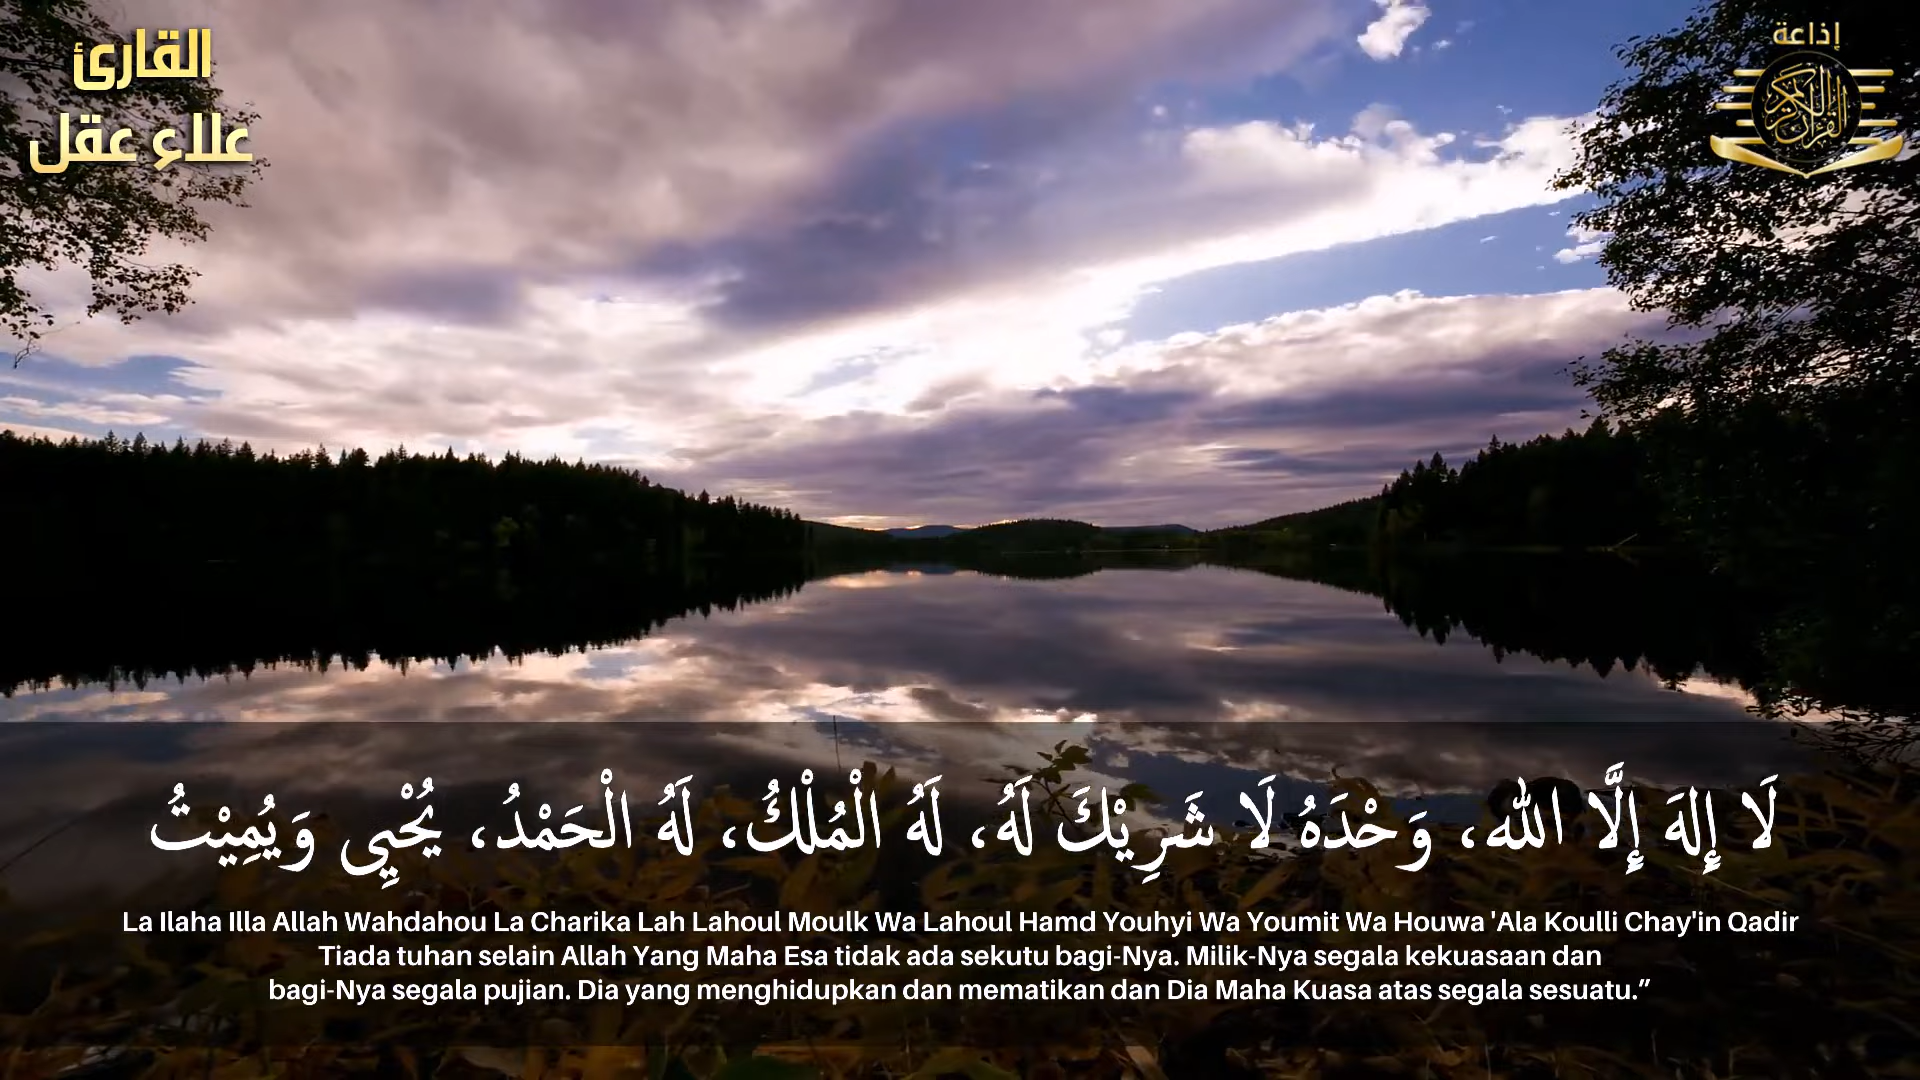 القارئ
علاء عقل
إذاعة
القرآن الكريم
لَا إِلهَ إِلَّا الله، وَحْدَهُ لَا شَرِيْكَ لَهُ، لَهُ الْمُلْكُ، لَهُ الْحَمْدُ، يُحْيِي وَيُمِيْتُ
La Ilaha Illa Allah Wahdahou La Charika Lah Lahoul Moulk Wa Lahoul Hamd Youhyi Wa Youmit Wa Houwa 'Ala Koulli Chay'in Qadir
Tiada tuhan selain Allah Yang Maha Esa tidak ada sekutu bagi-Nya. Milik-Nya segala kekuasaan dan
bagi-Nya segala pujian. Dia yang menghidupkan dan mematikan dan Dia Maha Kuasa atas segala sesuatu.”